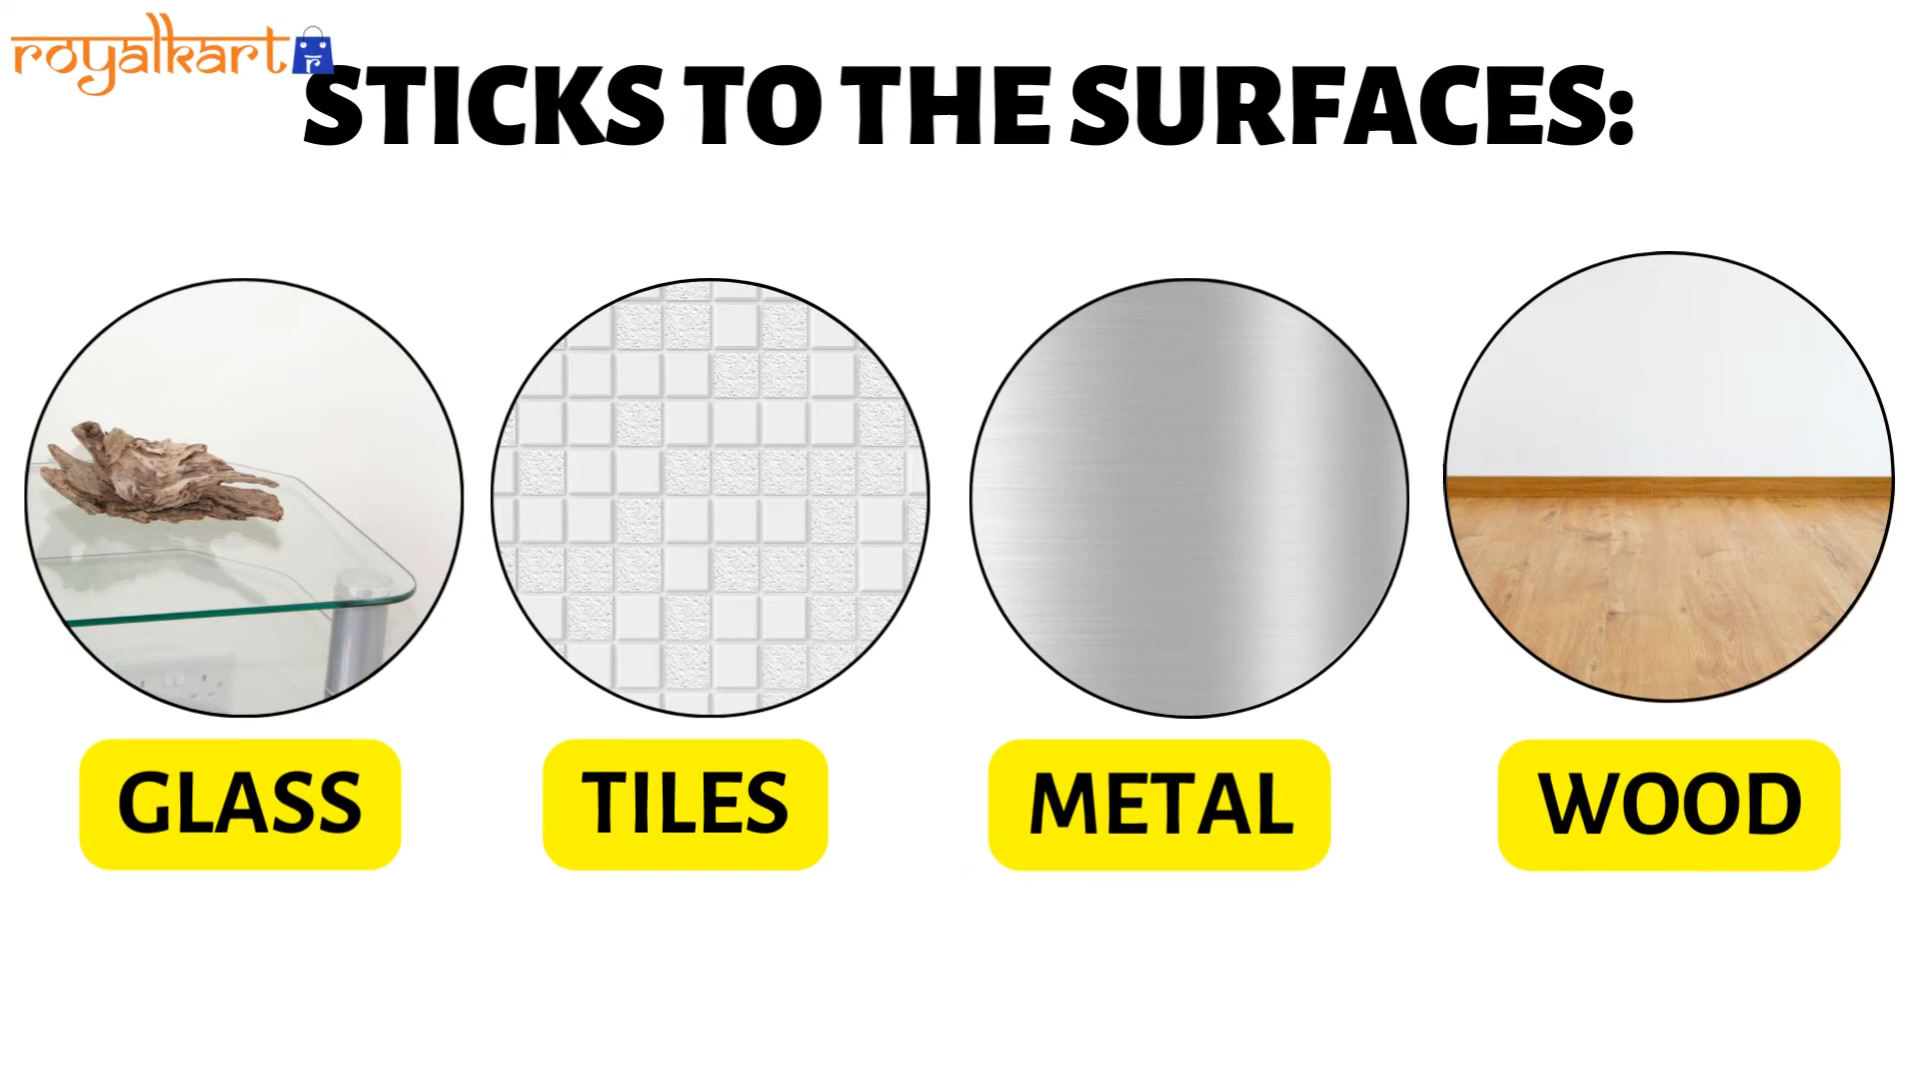 royalkart
r
STICKS TO THE SURFACES:
GLASS
TILES
METAL
WOOD